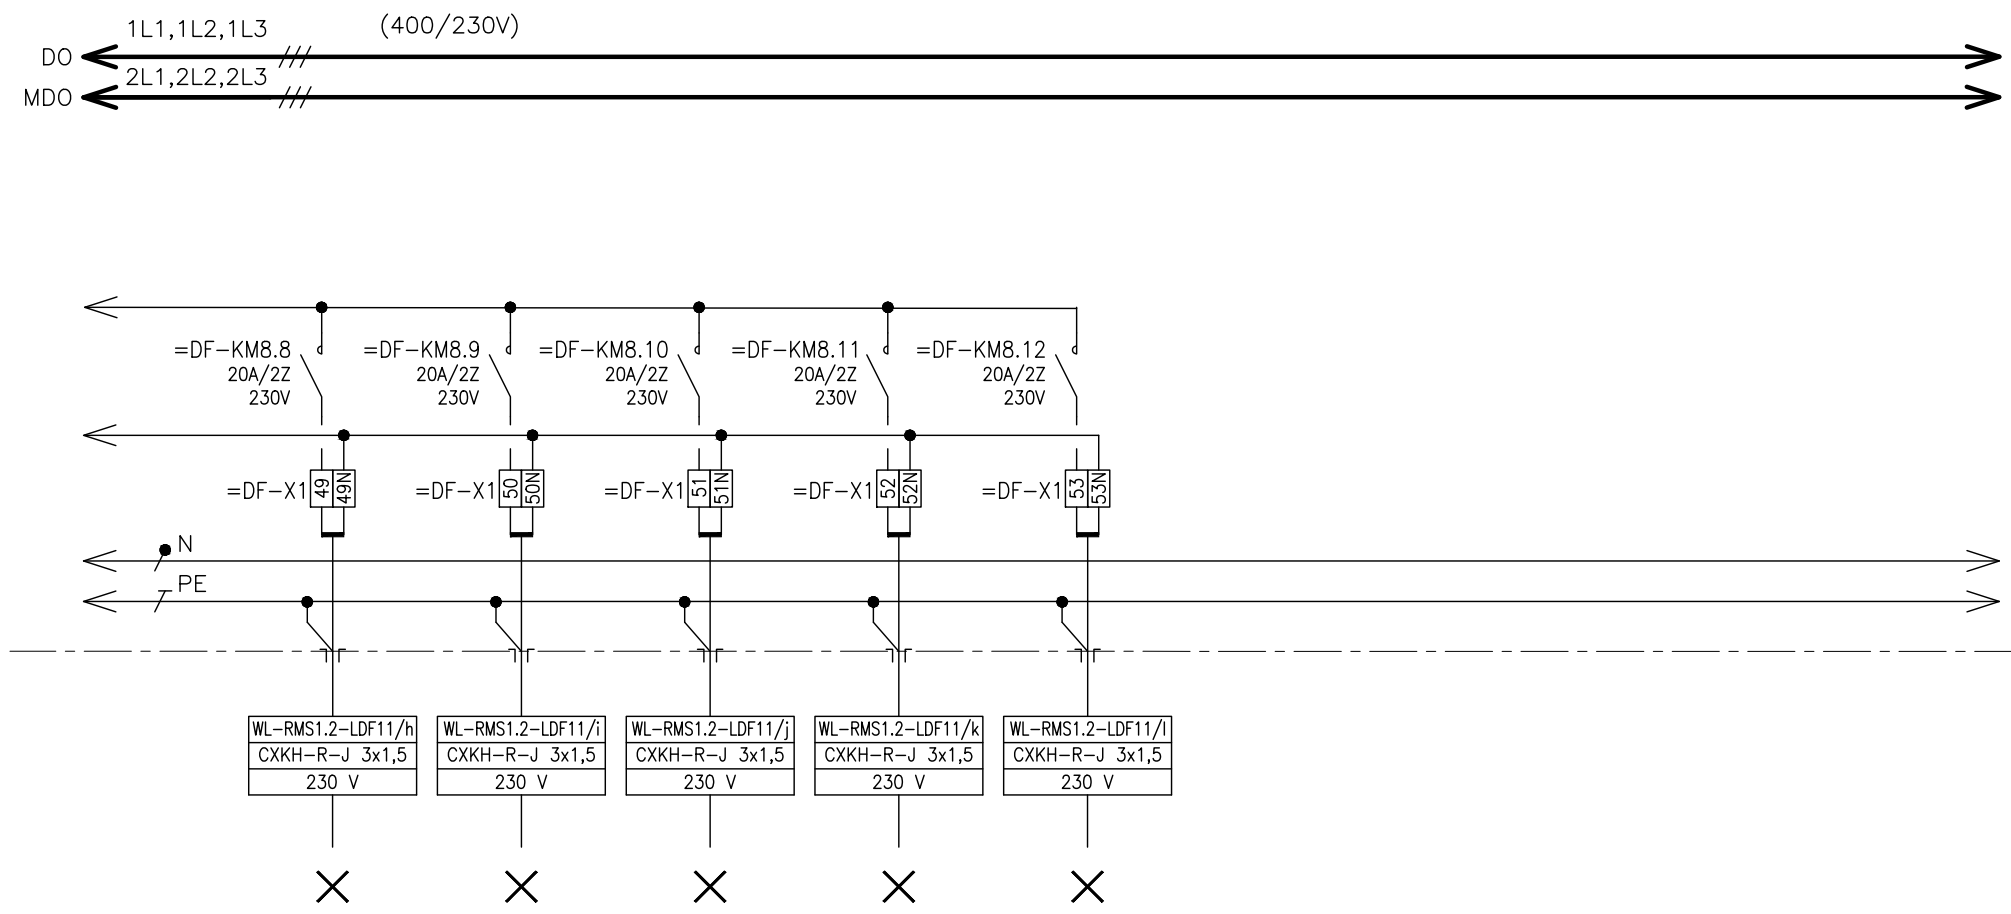 1L1,1L2,1L3
(400/230V)
DO
2L1,2L2,2L3
MDO
=DF-KM8.8
20A/2Z
230V
=DF-KM8.9
20A/2Z
230V
=DF-KM8.10
20A/2Z
230V
=DF-KM8.11
20A/2Z
230V
=DF-KM8.12
20A/2Z
230V
=DF-X1
49
49N
=DF-X1
50
50N
=DF-X1
51
51N
=DF-X1
52
52N
=DF-X1
53
53N
N
PE
WL-RMS1.2-LDF11/h
CXKH-R-J 3x1,5
230 V
WL-RMS1.2-LDF11/i
CXKH-R-J 3x1,5
230 V
WL-RMS1.2-LDF11/j
CXKH-R-J 3x1,5
230 V
WL-RMS1.2-LDF11/k
CXKH-R-J 3x1,5
230 V
WL-RMS1.2-LDF11/l
CXKH-R-J 3x1,5
230 V